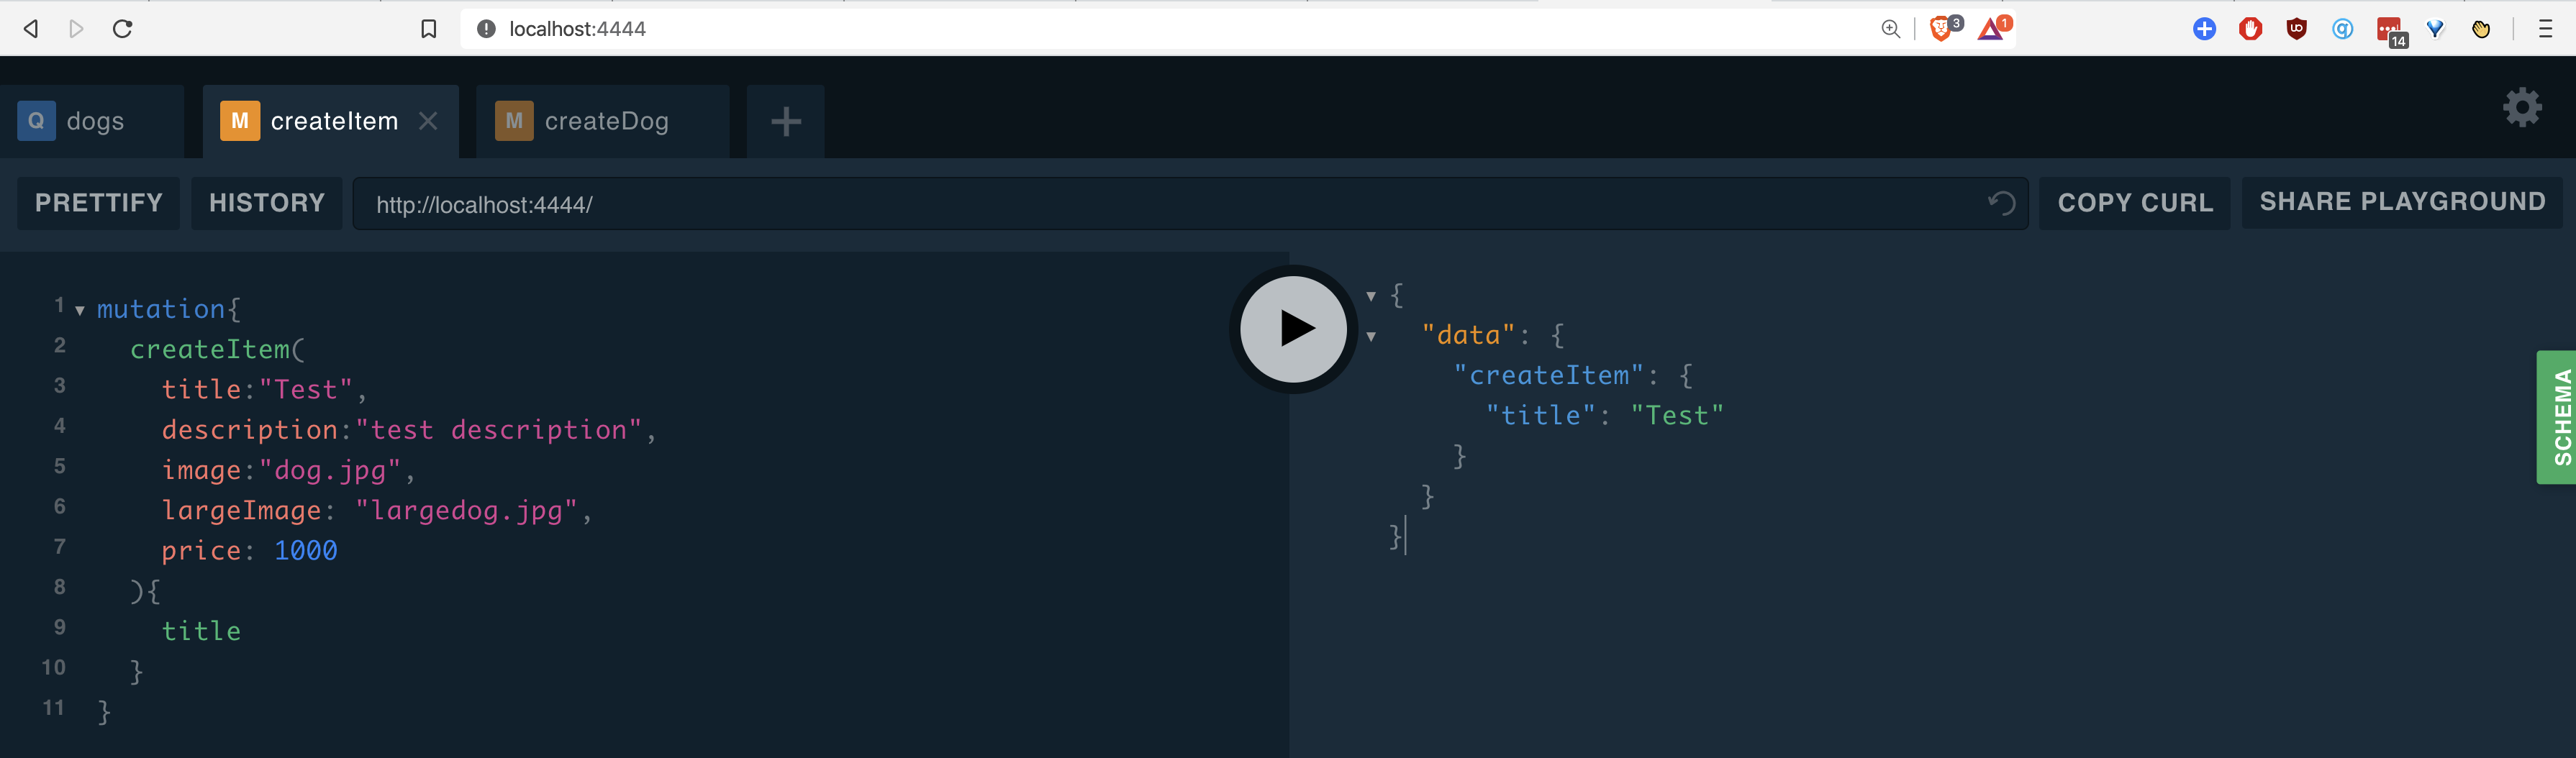 localhost:4444
3
1
14
Q dogs
M createItem
M createDog
PRETTIFY
HISTORY
http://localhost:4444/
COPY CURL
SHARE PLAYGROUND
1 mutation{
2 createItem(
3 title:"Test",
4 description:"test description",
5 image:"dog.jpg",
6 largeImage: "largedog.jpg",
7 price: 1000
8 ){
9 title
10 }
11 }
{
"data": {
"createItem": {
"title": "Test"
}
}
}
SCHEMA